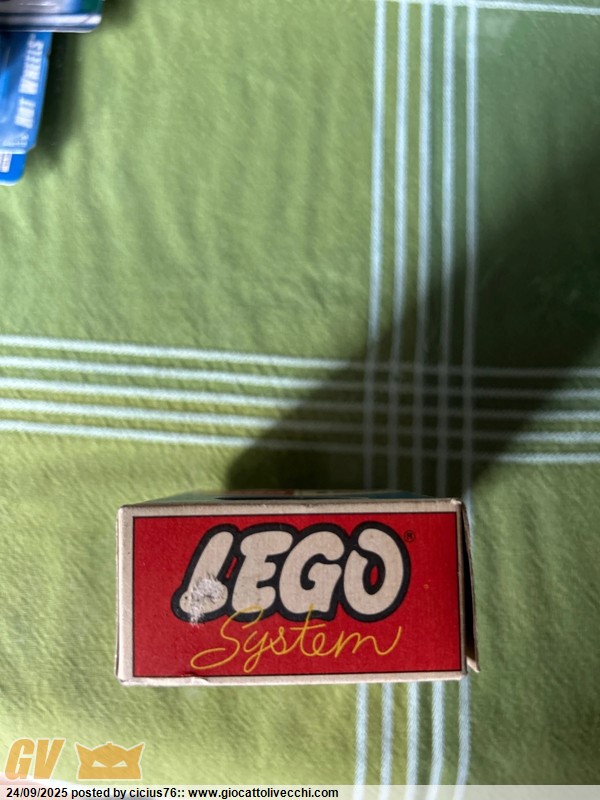 HOT WHEELS
LEGO®
System
GV
24/09/2025 posted by cicius76:: www.giocattolivecchi.com